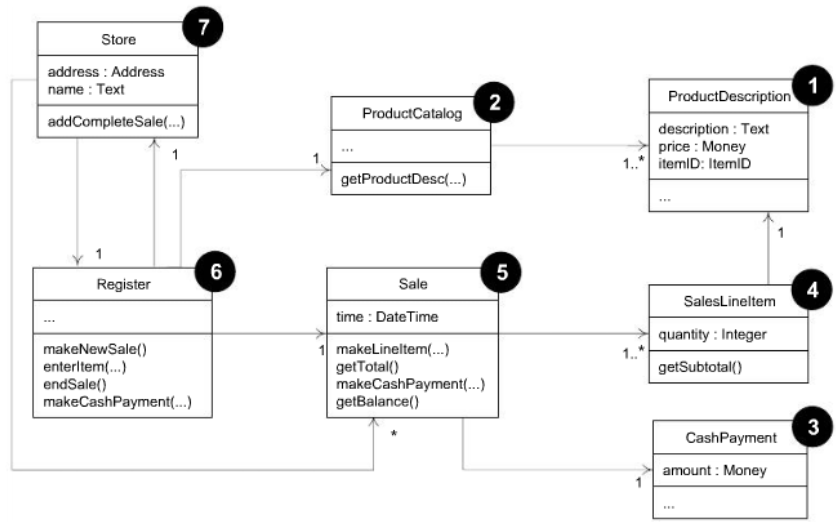 Store
7
address : Address
name : Text
addCompleteSale(...)
1
1
ProductCatalog
2
...
getProductDesc(...)
1
1..*
ProductDescription
1
description : Text
price : Money
itemID: ItemID
...
1
Register
6
...
makeNewSale()
enterItem(...)
endSale()
makeCashPayment(...)
1
Sale
5
time : DateTime
makeLineItem(...)
getTotal()
makeCashPayment(...)
getBalance()
*
1..*
SalesLineItem
4
quantity : Integer
getSubtotal()
CashPayment
3
amount : Money
...
1